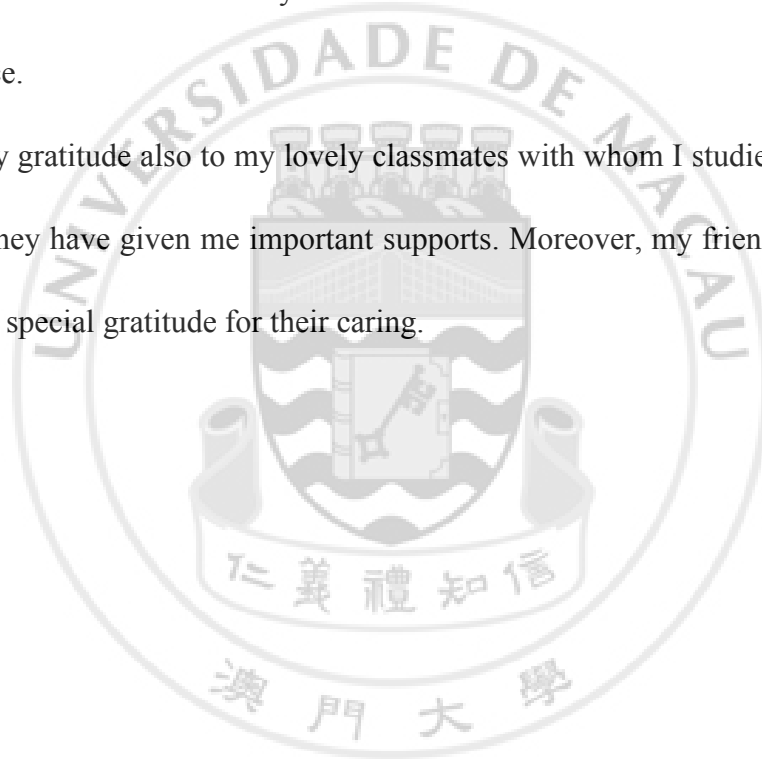 ce.
y gratitude also to my lovely classmates with whom I studie
hey have given me important supports. Moreover, my frien
special gratitude for their caring.
UNIVERSIDADE DE MACAU
仁義禮知信
澳門大學